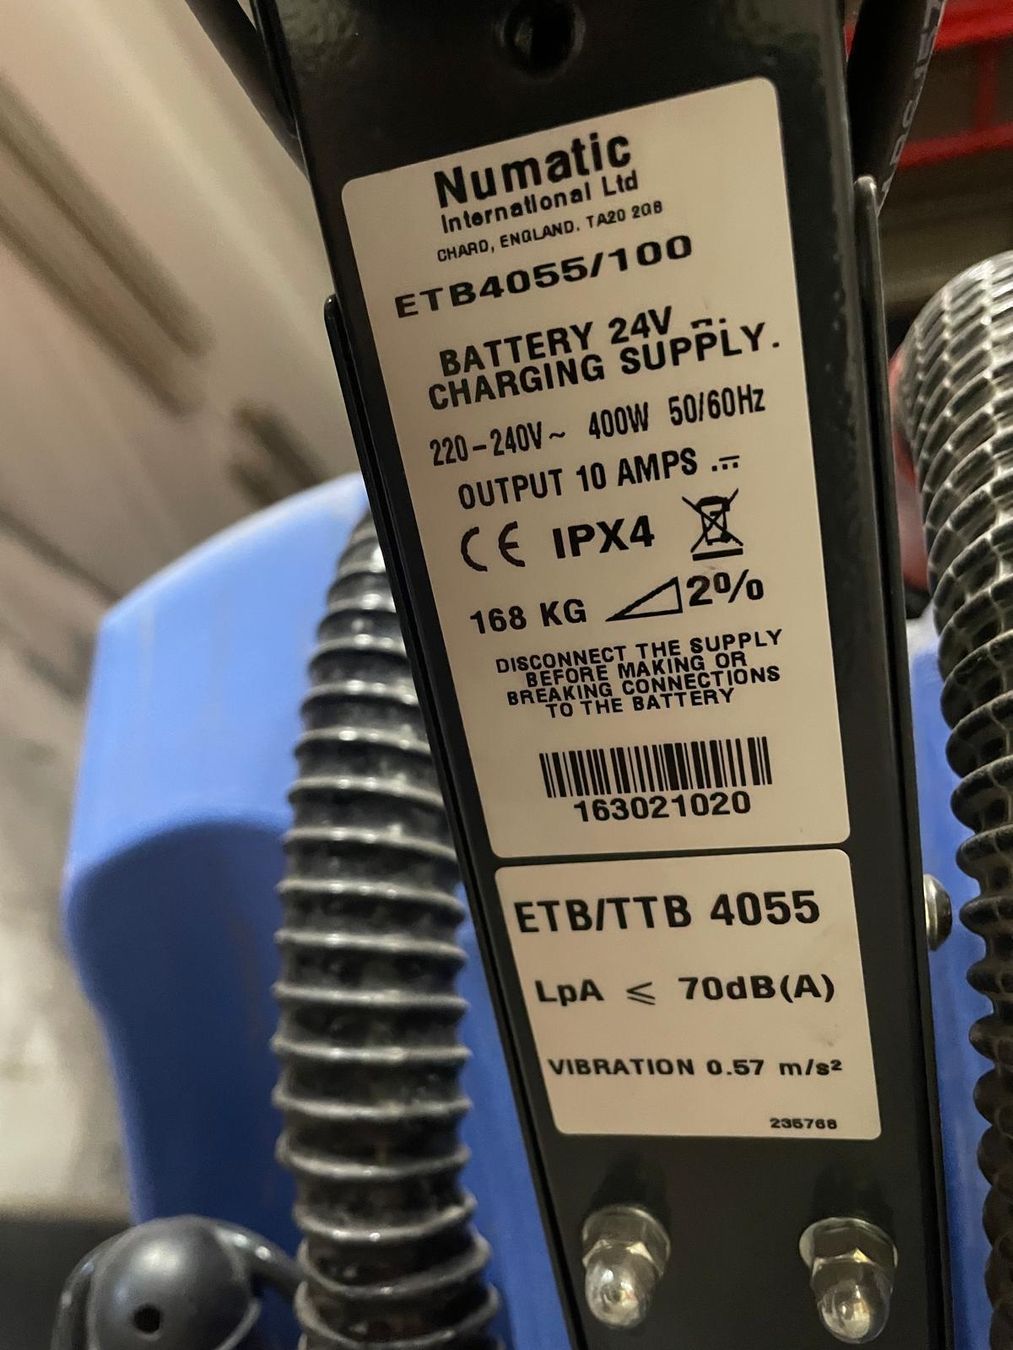 Numatic
International Ltd
CHARD, ENGLAND. TA20 2GB
ETB4055/100
BATTERY 24V
CHARGING SUPPLY.
220-240V~ 400W 50/60Hz
OUTPUT 10 AMPS
CE IPX4
168 KG 2%
DISCONNECT THE SUPPLY
BEFORE MAKING OR
BREAKING CONNECTIONS
TO THE BATTERY
163021020
ETB/TTB 4055
LpA ⩽ 70dB(A)
VIBRATION 0.57 m/s²
235768